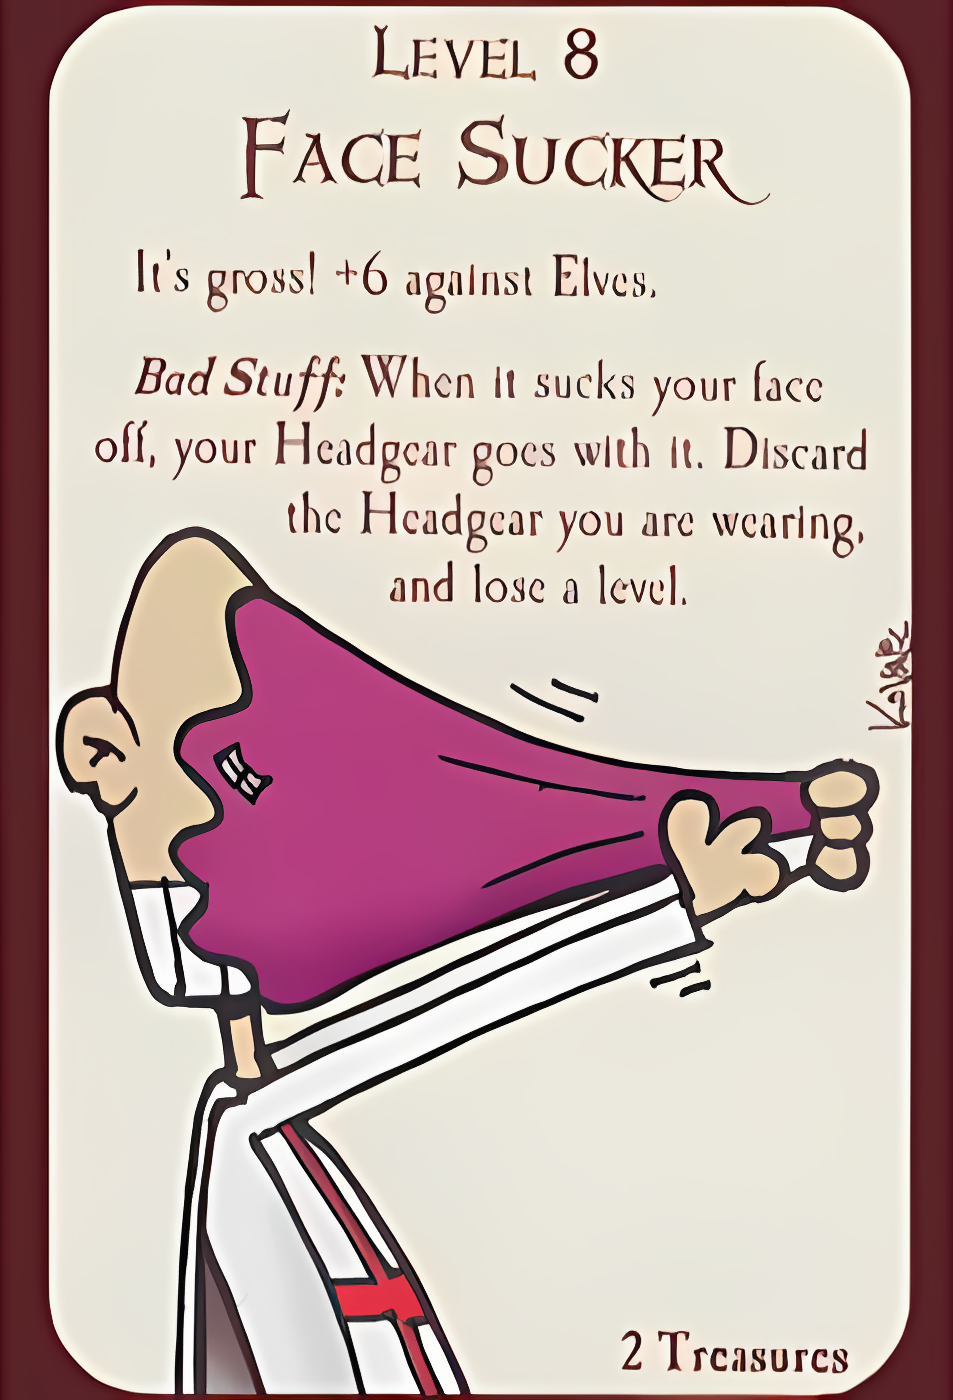 Level 8
Face Sucker
It's gross! +6 against Elves.
Bad Stuff: When it sucks your face
off, your Headgear goes with it. Discard
the Headgear you are wearing,
and lose a level.
Kovalic
2 Treasures